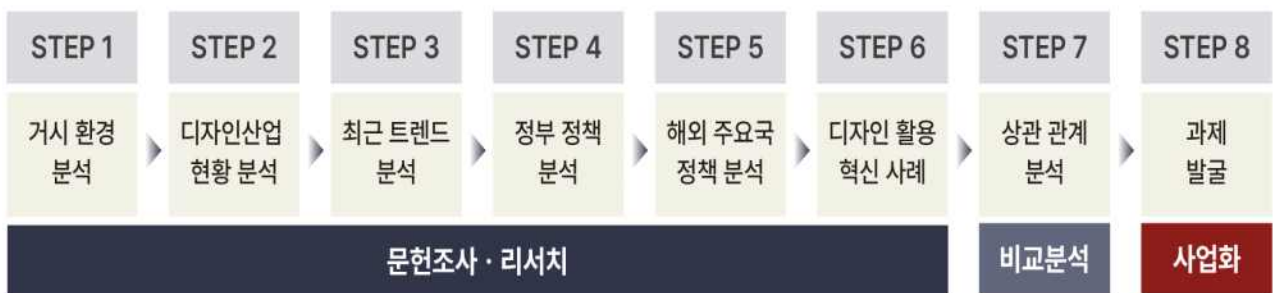 STEP 1
STEP 2
STEP 3
STEP 4
STEP 5
STEP 6
STEP 7
STEP 8
거시 환경
분석
디자인산업
현황 분석
최근 트렌드
분석
정부 정책
분석
해외 주요국
정책 분석
디자인 활용
혁신 사례
상관 관계
분석
과제
발굴
문헌조사 · 리서치
비교분석
사업화